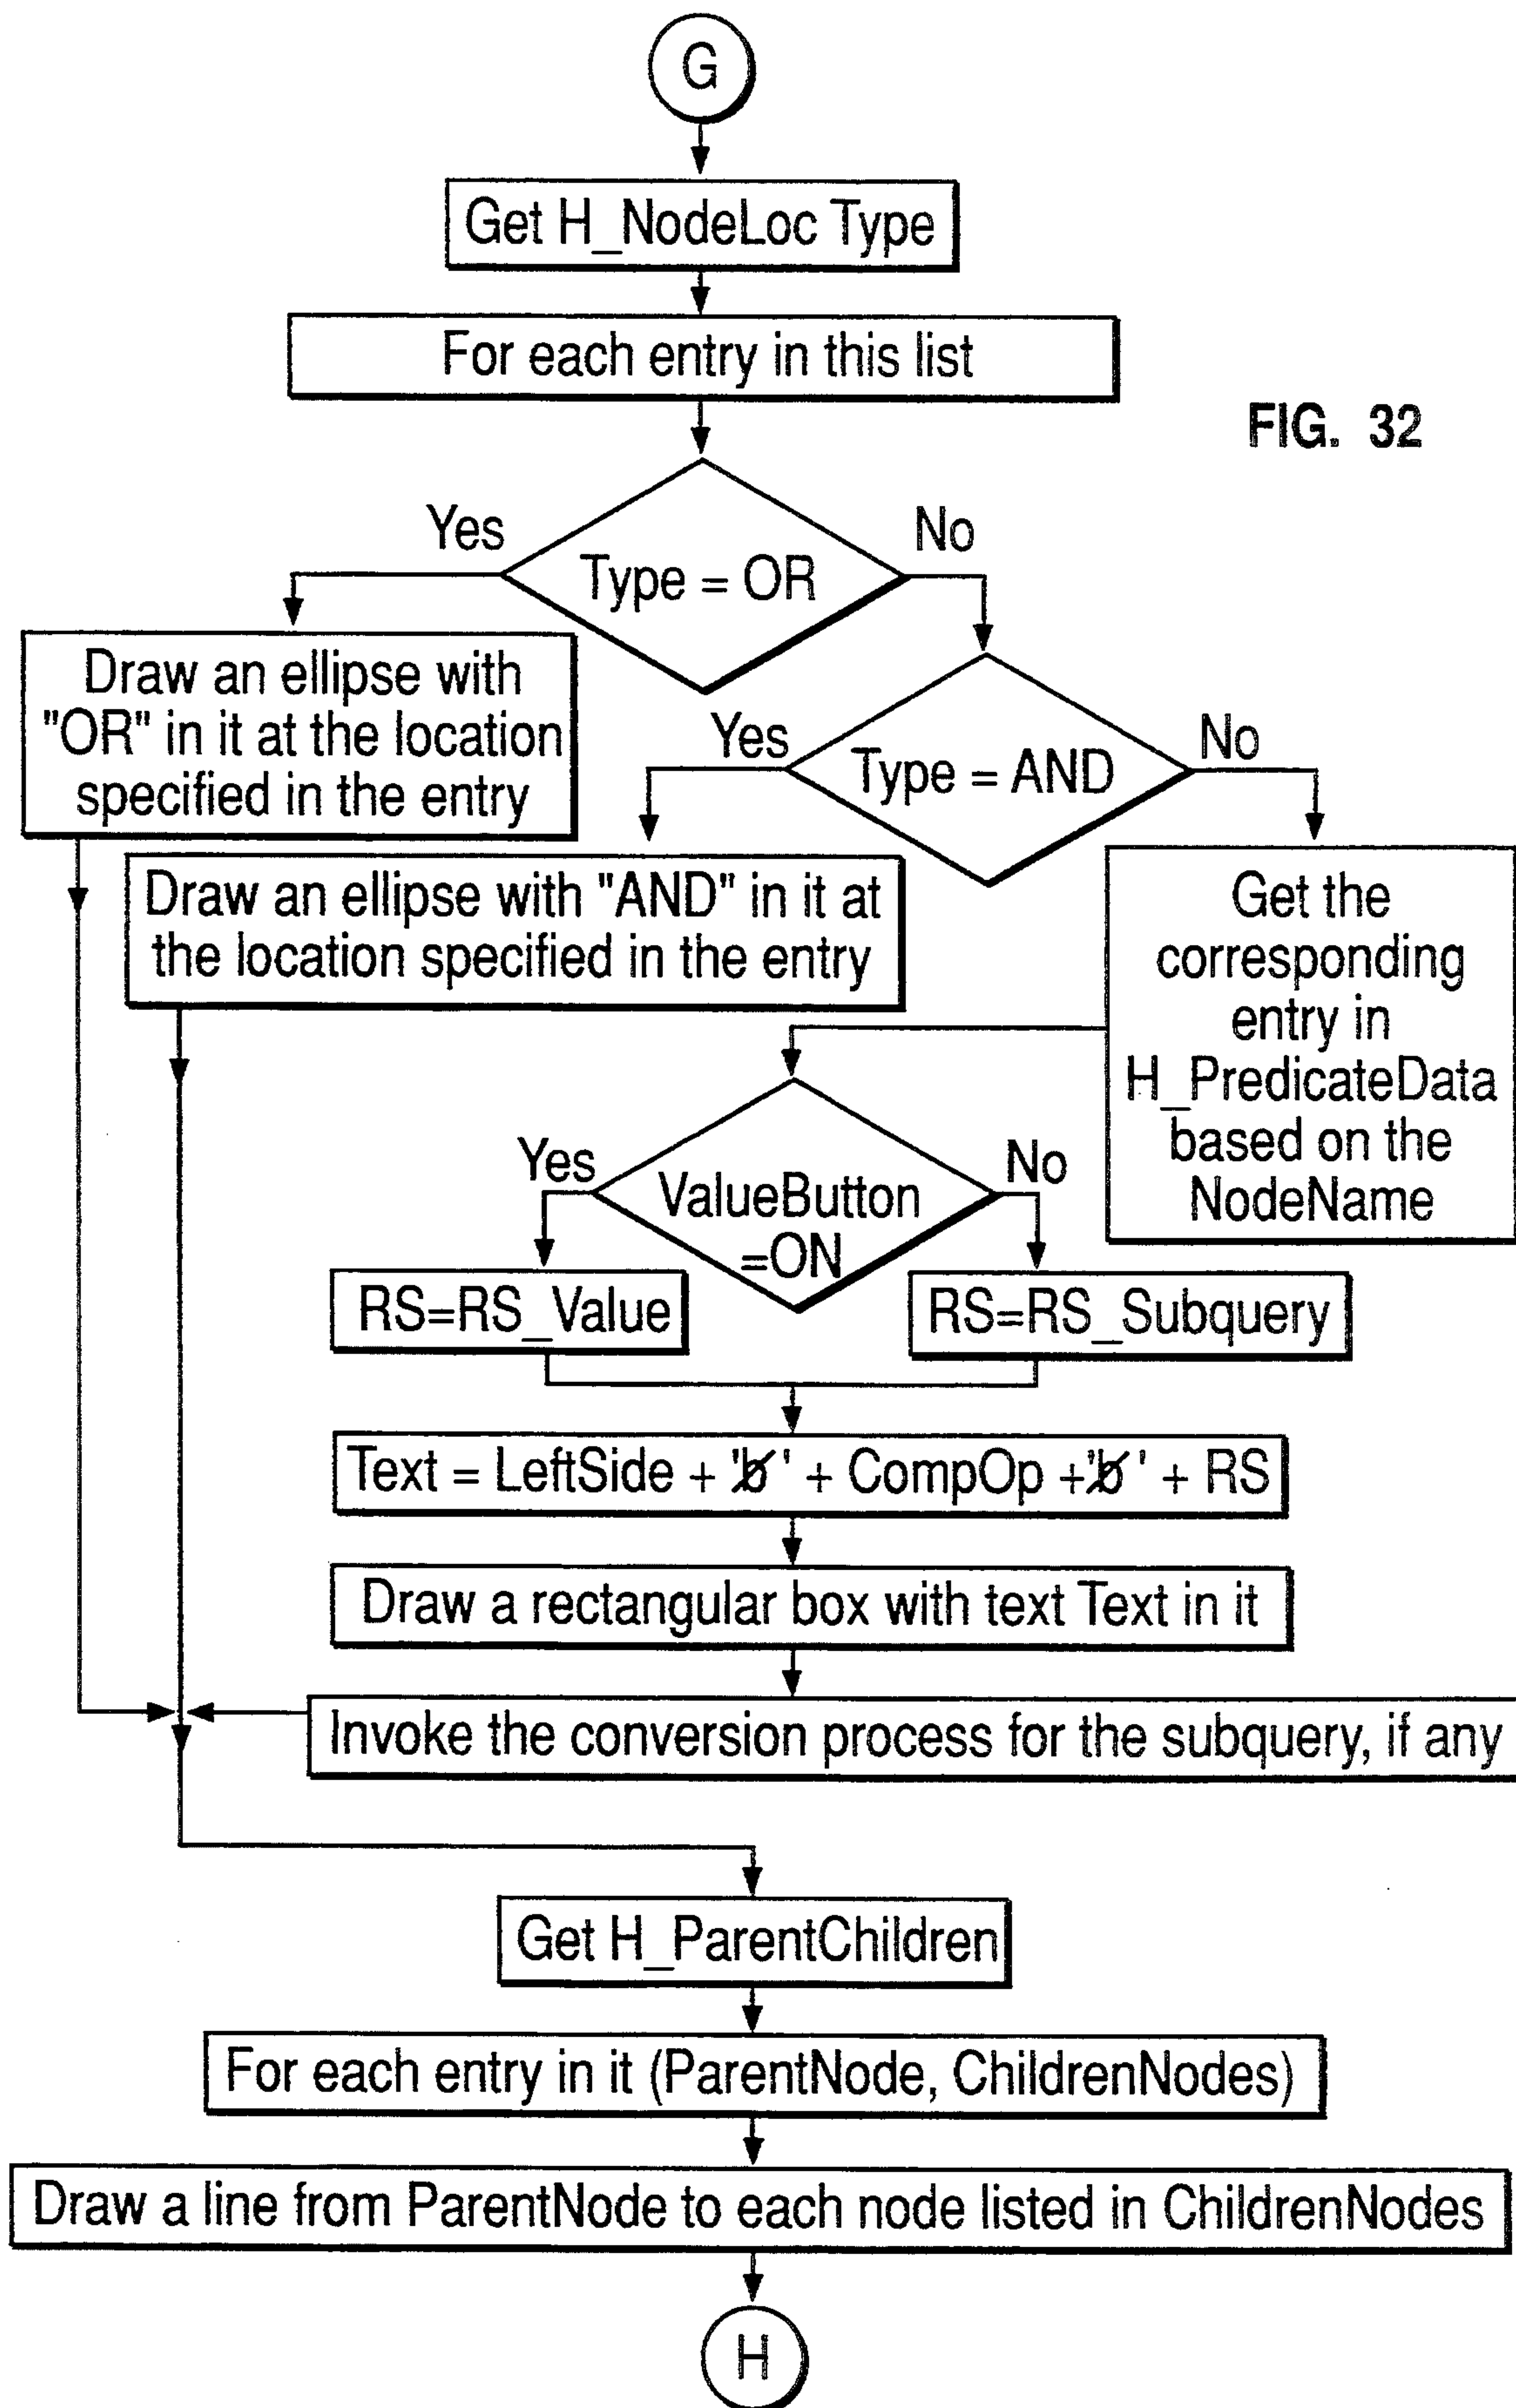 G
Get H_NodeLoc Type
For each entry in this list
FIG. 32
Yes
No
Type = OR
Draw an ellipse with
"OR" in it at the location
specified in the entry
Yes
No
Type = AND
Draw an ellipse with "AND" in it at
the location specified in the entry
Get the
corresponding
entry in
H_PredicateData
based on the
NodeName
Yes
No
ValueButton
=ON
RS=RS_Value
RS=RS_Subquery
Text = LeftSide + 'b̸' + CompOp +'b̸' + RS
Draw a rectangular box with text Text in it
Invoke the conversion process for the subquery, if any
Get H_ParentChildren
For each entry in it (ParentNode, ChildrenNodes)
Draw a line from ParentNode to each node listed in ChildrenNodes
H